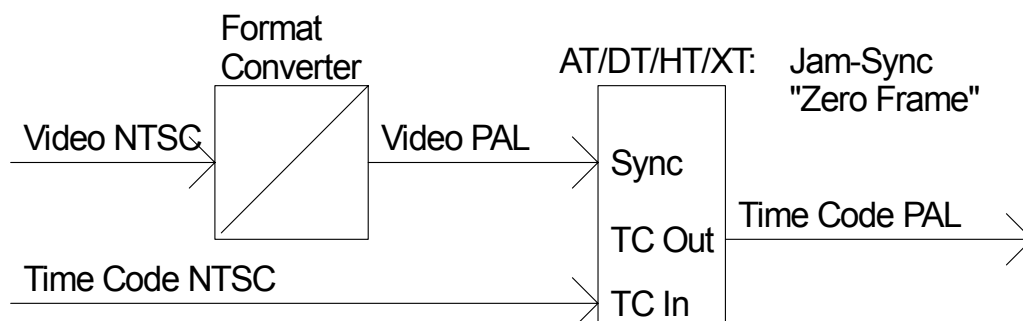 Format
Converter
AT/DT/HT/XT: Jam-Sync
"Zero Frame"
Video NTSC
Video PAL
Sync
TC Out
Time Code PAL
Time Code NTSC
TC In